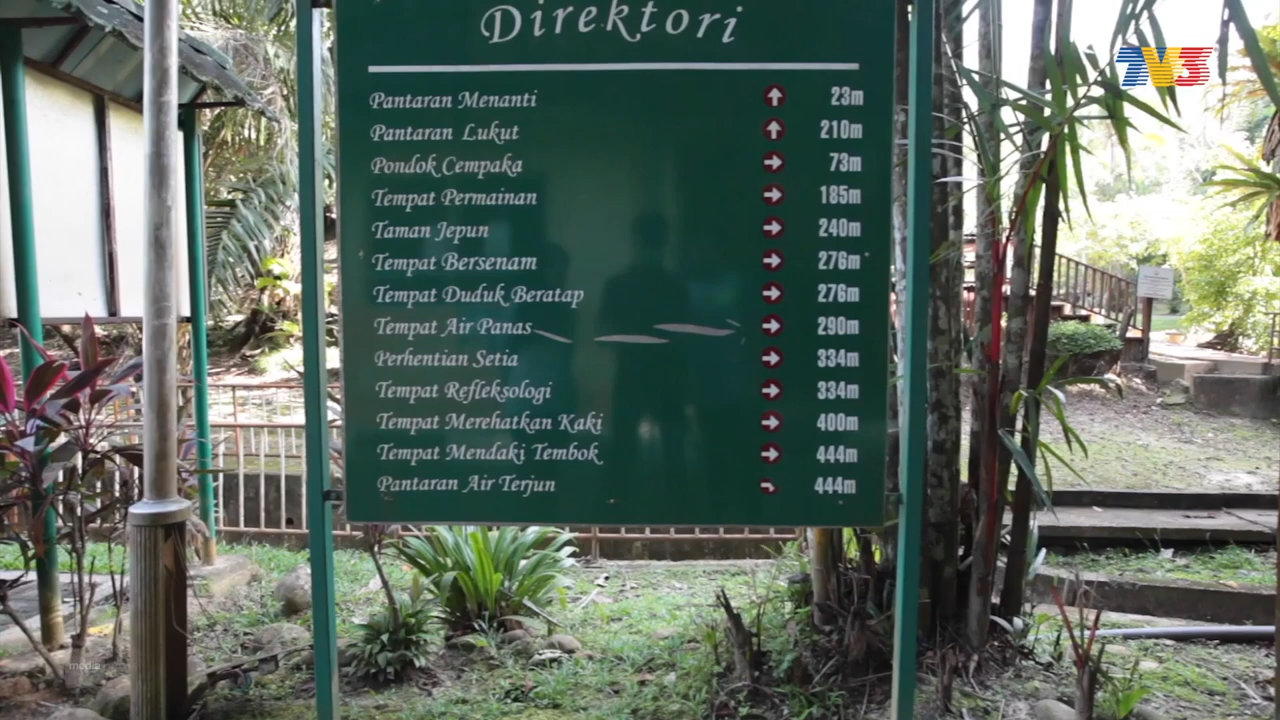 Direktori
TV3
Pantaran Menanti 23m
Pantaran Lukut 210m
Pondok Cempaka 73m
Tempat Permainan 185m
Taman Jepun 240m
Tempat Bersenam 276m
Tempat Duduk Beratap 276m
Tempat Air Panas 290m
Perhentian Setia 334m
Tempat Refleksologi 334m
Tempat Merehatkan Kaki 400m
Tempat Mendaki Tembok 444m
Pantaran Air Terjun 444m
media